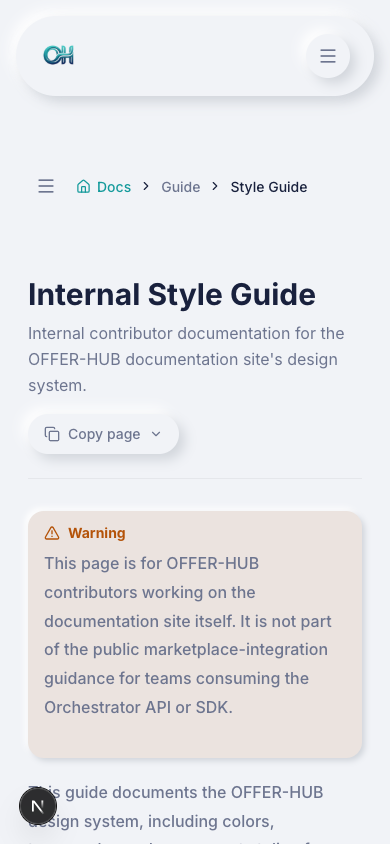 OH
Docs > Guide > Style Guide
Internal Style Guide
Internal contributor documentation for the
OFFER-HUB documentation site's design
system.
Copy page
Warning
This page is for OFFER-HUB
contributors working on the
documentation site itself. It is not part
of the public marketplace-integration
guidance for teams consuming the
Orchestrator API or SDK.
This guide documents the OFFER-HUB
design system, including colors,
N